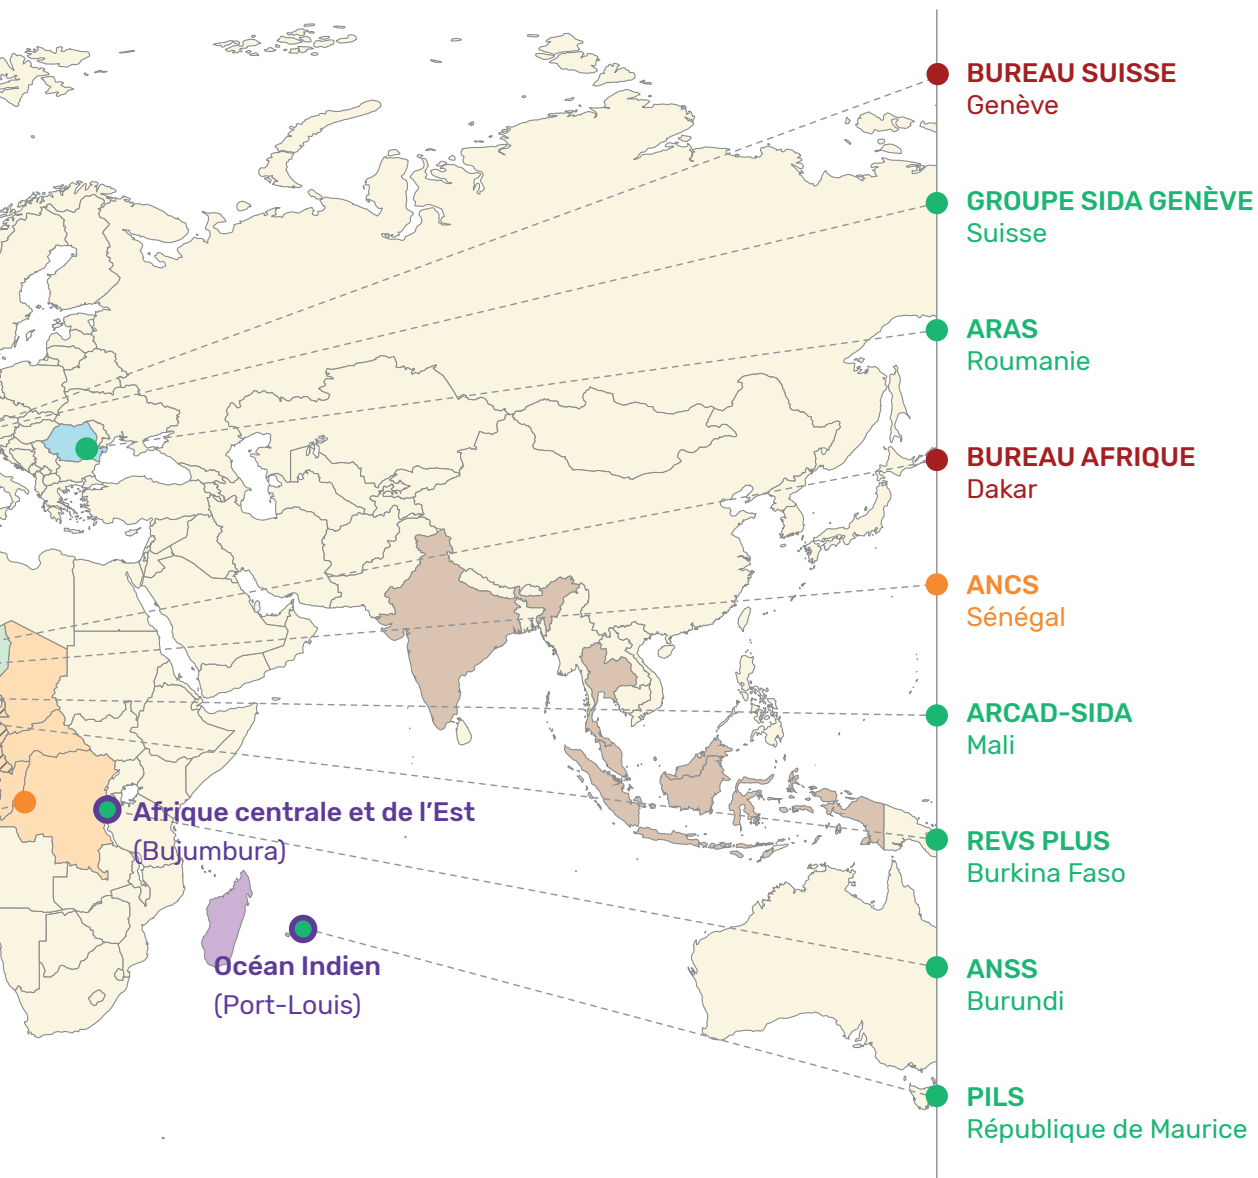 BUREAU SUISSE
Genève
GROUPE SIDA GENÈVE
Suisse
ARAS
Roumanie
BUREAU AFRIQUE
Dakar
ANCS
Sénégal
ARCAD-SIDA
Mali
Afrique centrale et de l’Est
(Bujumbura)
REVS PLUS
Burkina Faso
Océan Indien
(Port-Louis)
ANSS
Burundi
PILS
République de Maurice